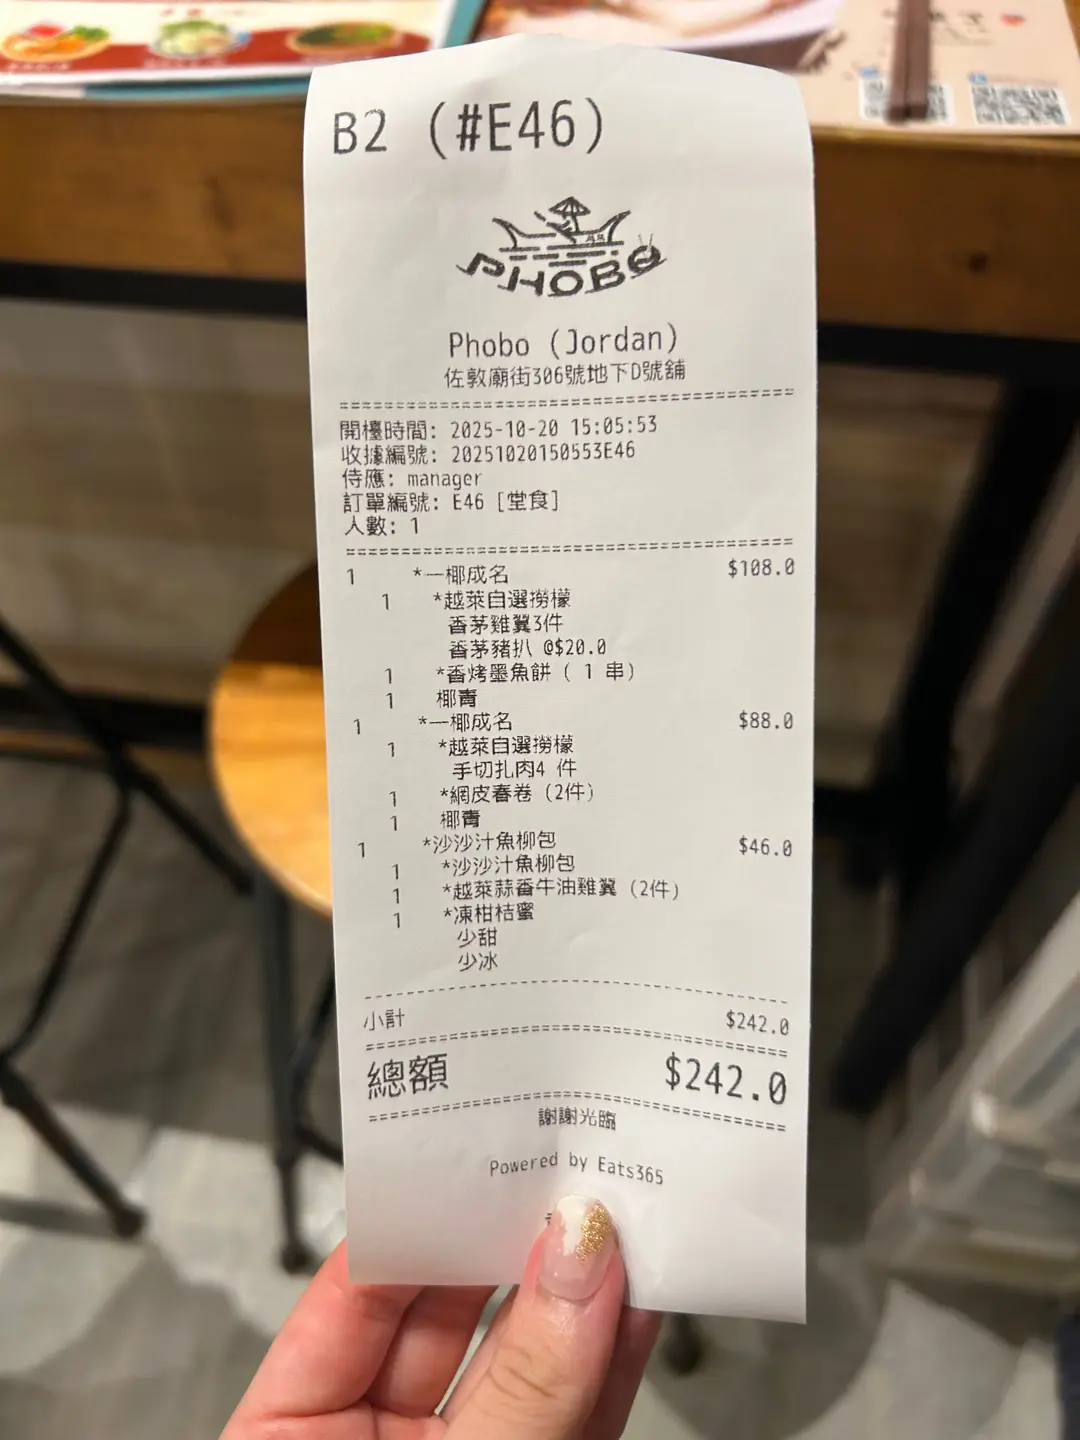 B2 (#E46)
PHOBO
Phobo (Jordan)
佐敦廟街306號地下D號舖
開檯時間: 2025-10-20 15:05:53
收據編號: 20251020150553E46
侍應: manager
訂單編號: E46 [堂食]
人數: 1
1 *一椰成名 $108.0
1 *越萊自選撈檬
香茅雞翼3件
香茅豬扒 @$20.0
1 *香烤墨魚餅 ( 1 串)
1 椰青
1 *一椰成名 $88.0
1 *越萊自選撈檬
手切扎肉4 件
1 *網皮春卷 (2件)
1 椰青
1 *沙沙汁魚柳包 $46.0
1 *沙沙汁魚柳包
1 *越萊蒜香牛油雞翼 (2件)
1 *凍柑桔蜜
少甜
少冰
小計 $242.0
總額 $242.0
謝謝光臨
Powered by Eats365